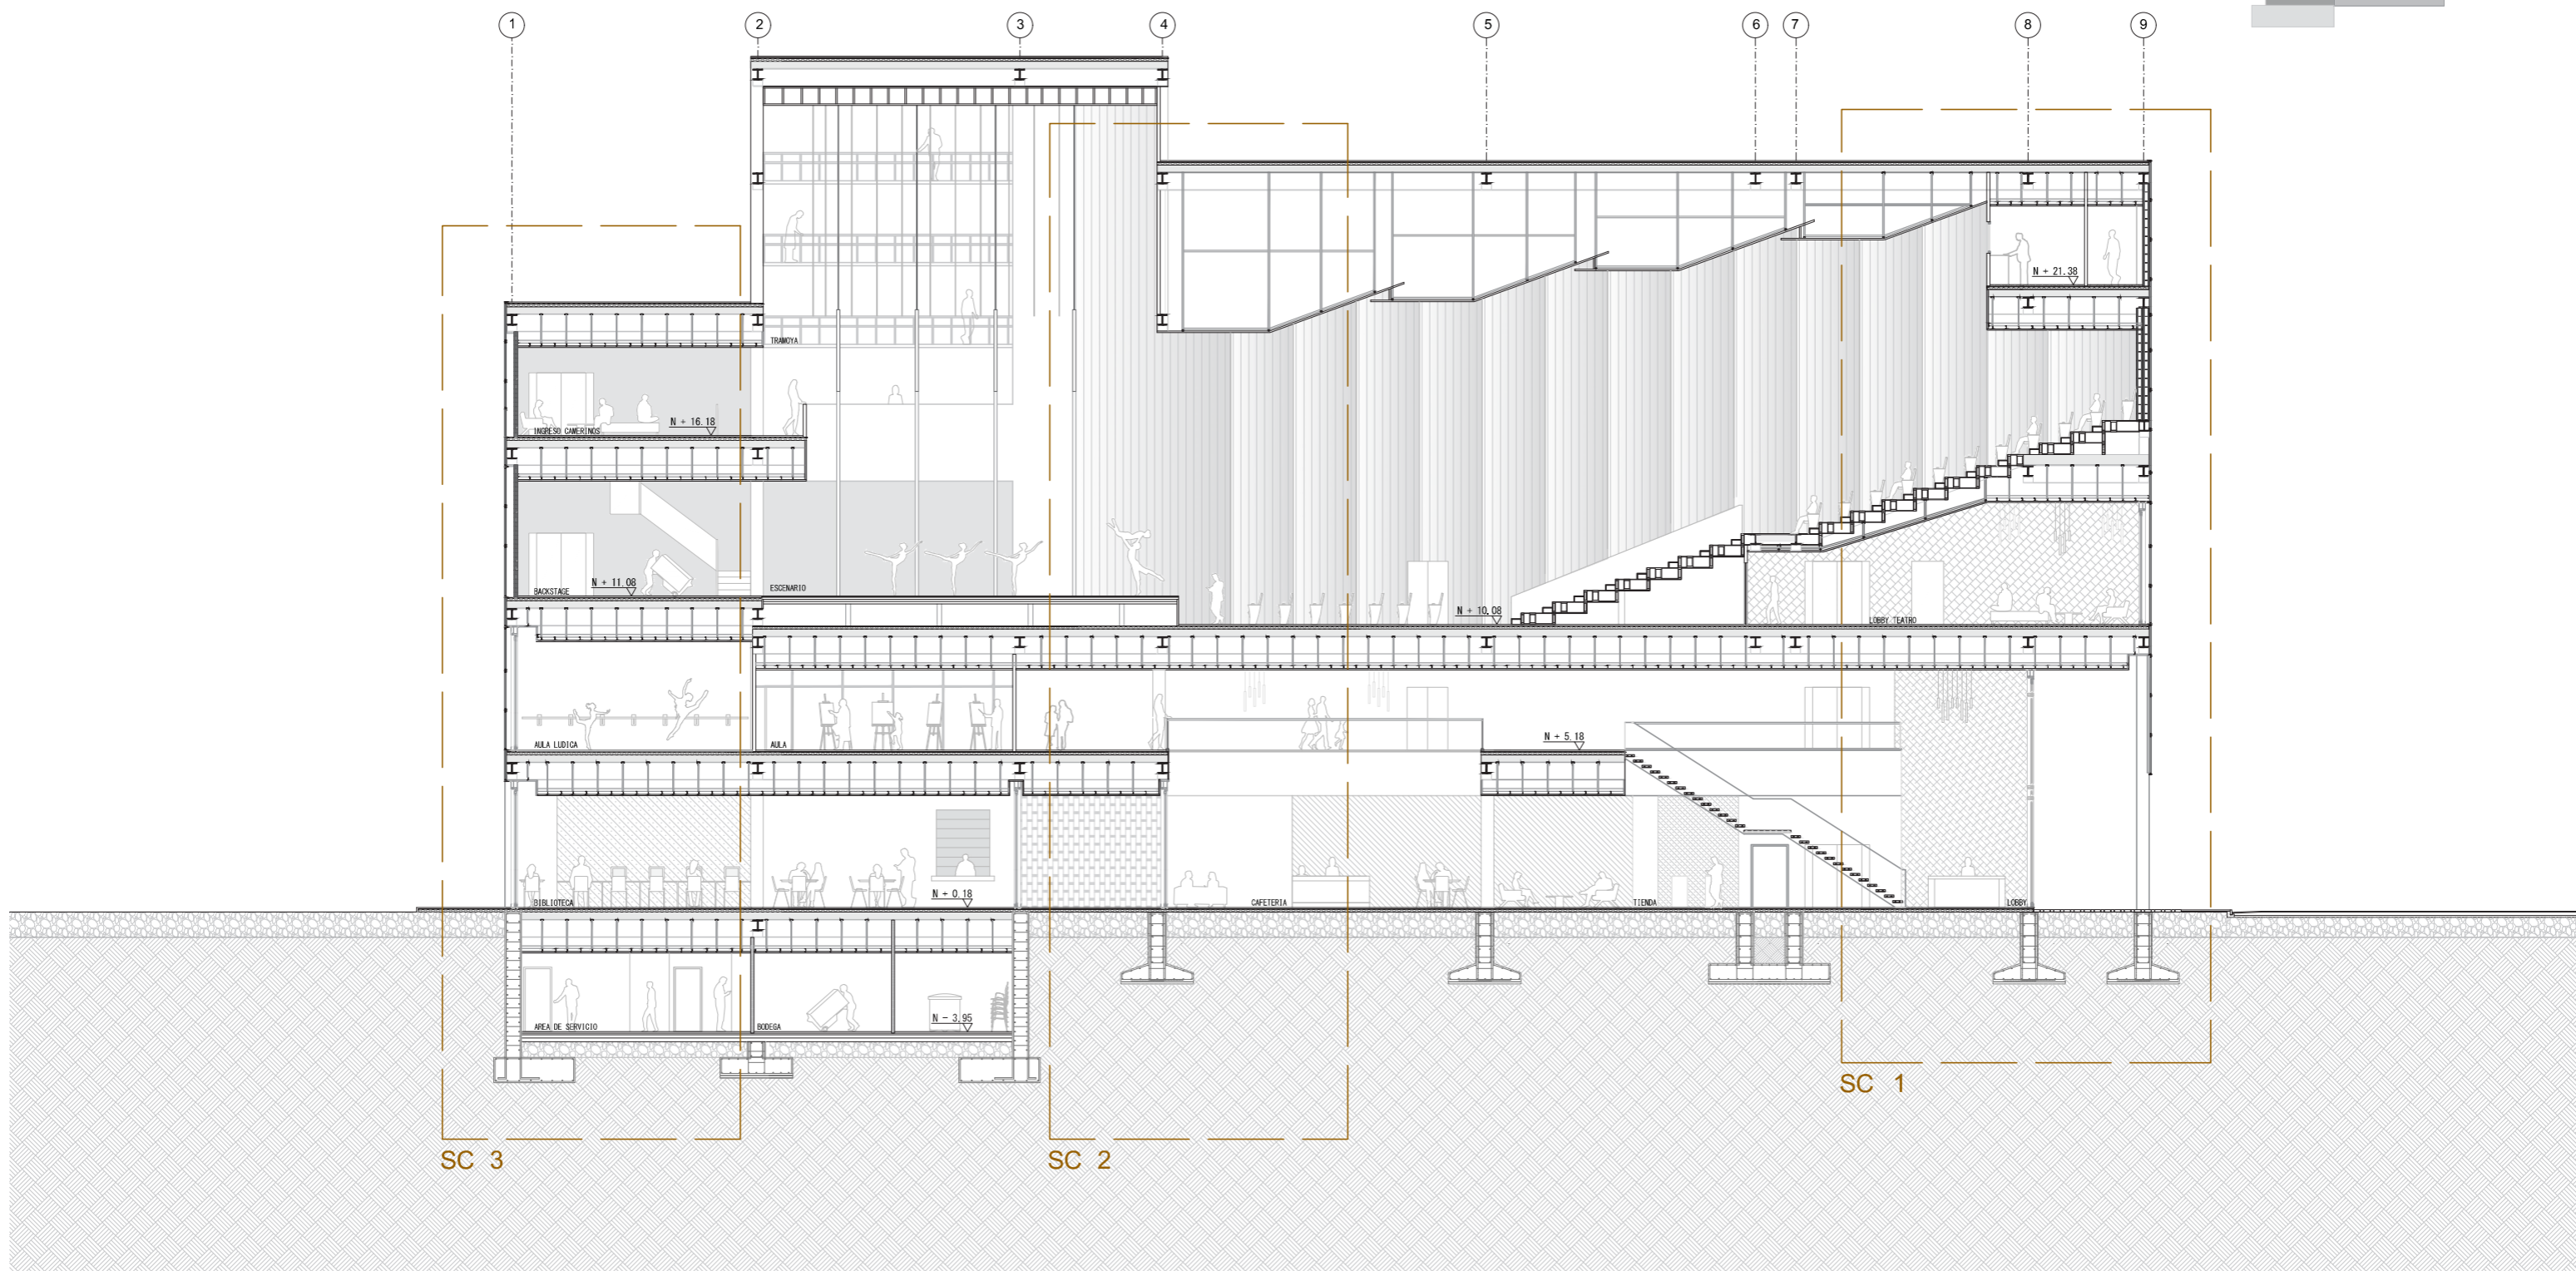 1 2 3 4 5 6 7 8 9
N + 21.38
TRAMOYA
N + 16.18
INGRESO CAMERINOS
N + 11.08
BACKSTAGE
ESCENARIO
N + 10.08
LOBBY TEATRO
N + 5.18
AULA LUDICA
AULA
N + 0.18
BIBLIOTECA
CAFETERIA
TIENDA
LOBBY
N - 3.95
AREA DE SERVICIO
BODEGA
SC 1
SC 3
SC 2